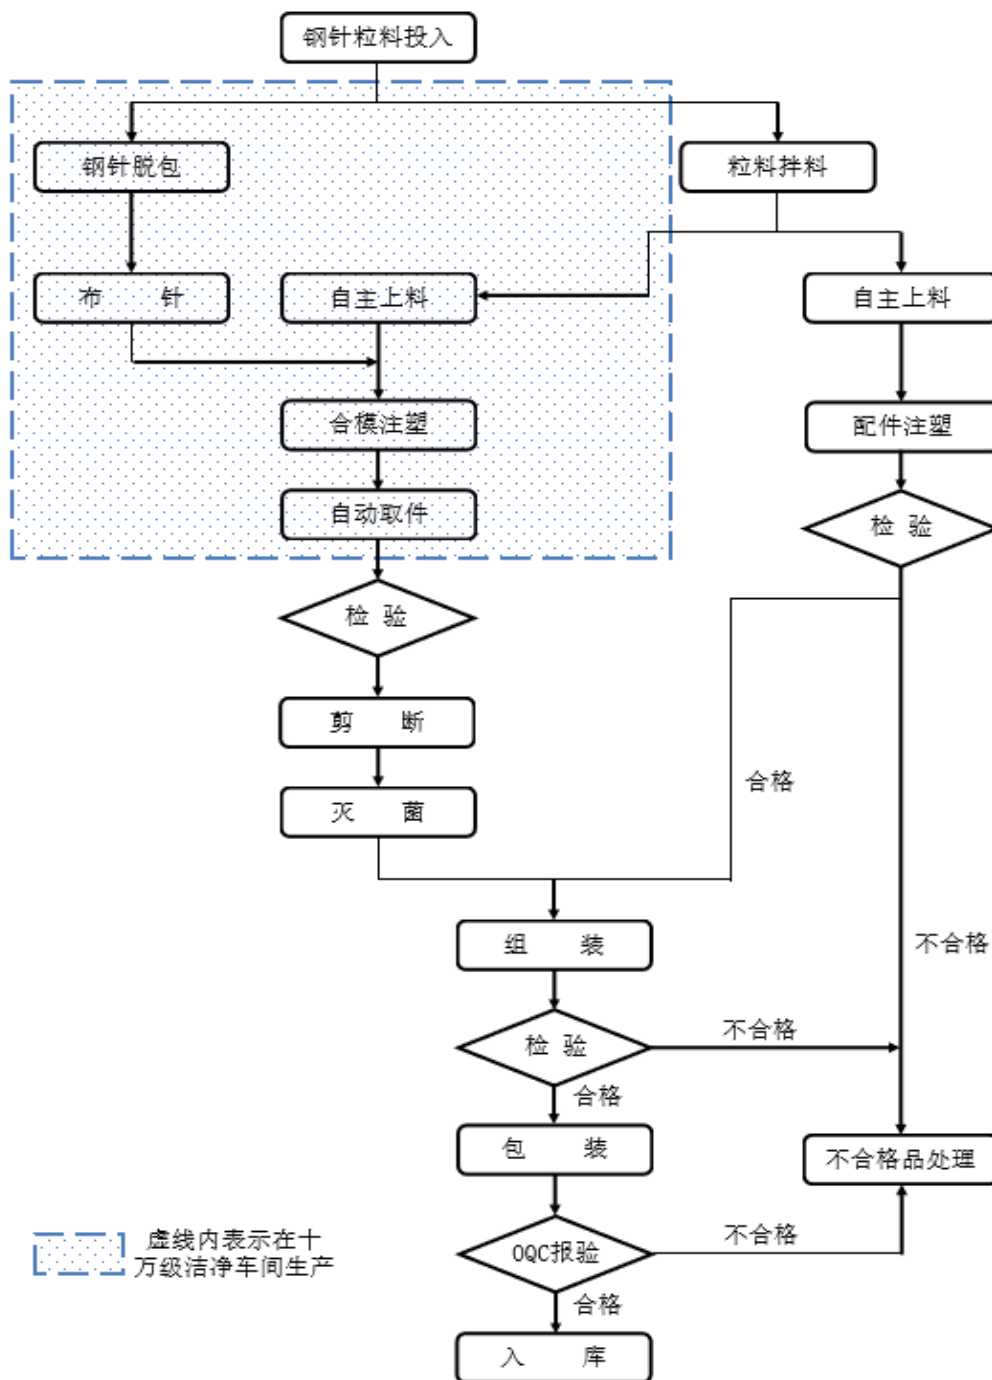 钢针粒料投入
钢针脱包
粒料拌料
布 针
自主上料
自主上料
合模注塑
配件注塑
自动取件
检 验
检 验
剪 断
合格
灭 菌
组 装
不合格
检 验
不合格
合格
包 装
不合格品处理
虚线内表示在十
万级洁净车间生产
OQC报验
不合格
合格
入 库